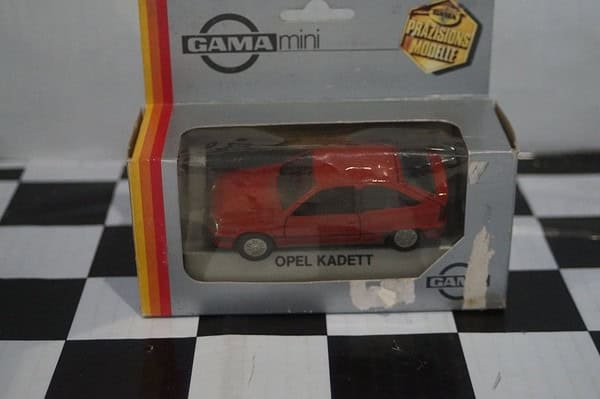 GAMA mini
PRÄZISIONS
MODELLE
OPEL KADETT
GAMA